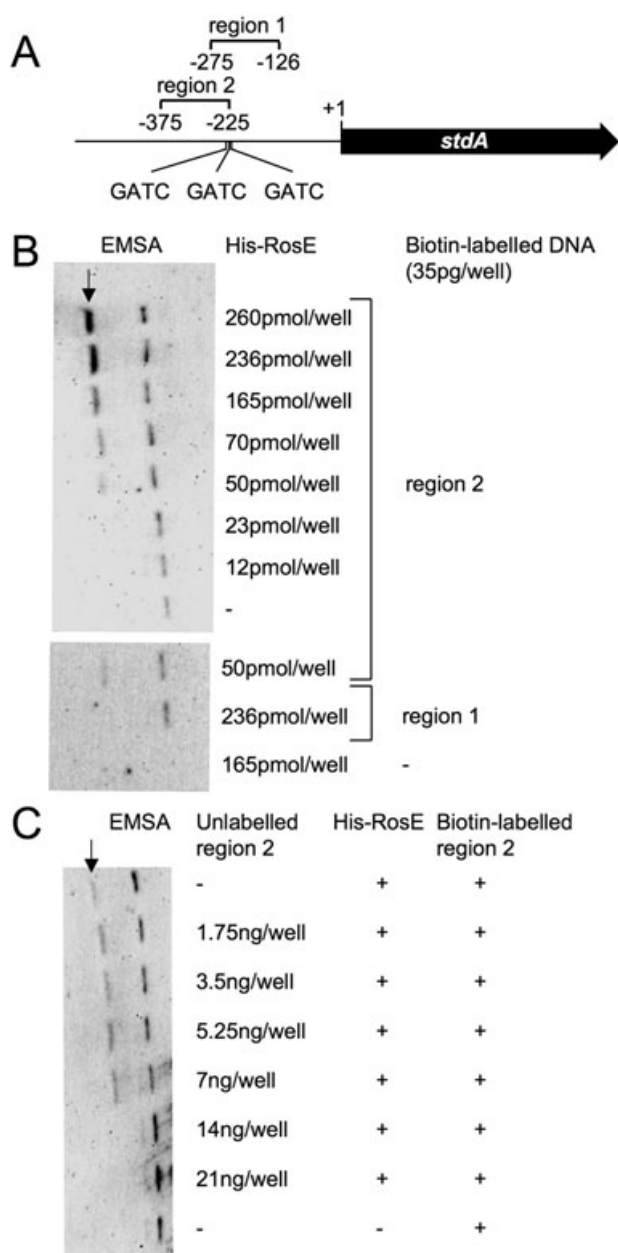 A
region 1
-275 -126
region 2
-375 -225
+1
stdA
GATC GATC GATC
B
EMSA His-RosE Biotin-labelled DNA
(35pg/well)
260pmol/well
236pmol/well
165pmol/well
70pmol/well
50pmol/well
region 2
23pmol/well
12pmol/well
-
50pmol/well
236pmol/well region 1
165pmol/well -
C
EMSA Unlabelled His-RosE Biotin-labelled
region 2 region 2
- + +
1.75ng/well + +
3.5ng/well + +
5.25ng/well + +
7ng/well + +
14ng/well + +
21ng/well + +
- - +